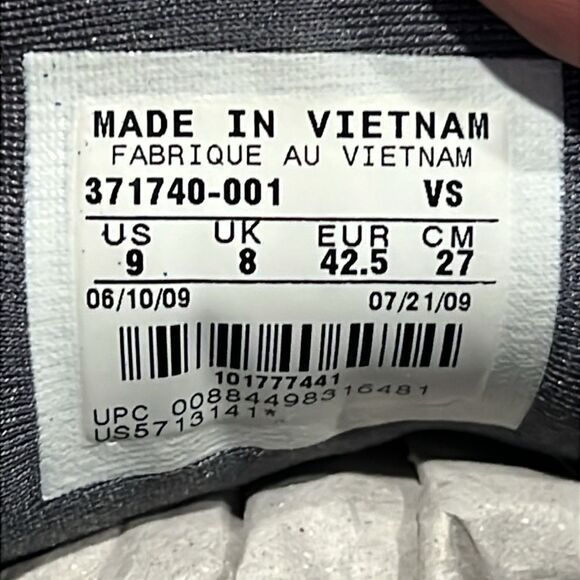 MADE IN VIETNAM
FABRIQUE AU VIETNAM
371740-001 VS
US UK EUR CM
9 8 42.5 27
06/10/09 07/21/09
101777441
UPC 00884498316481
US5713141*